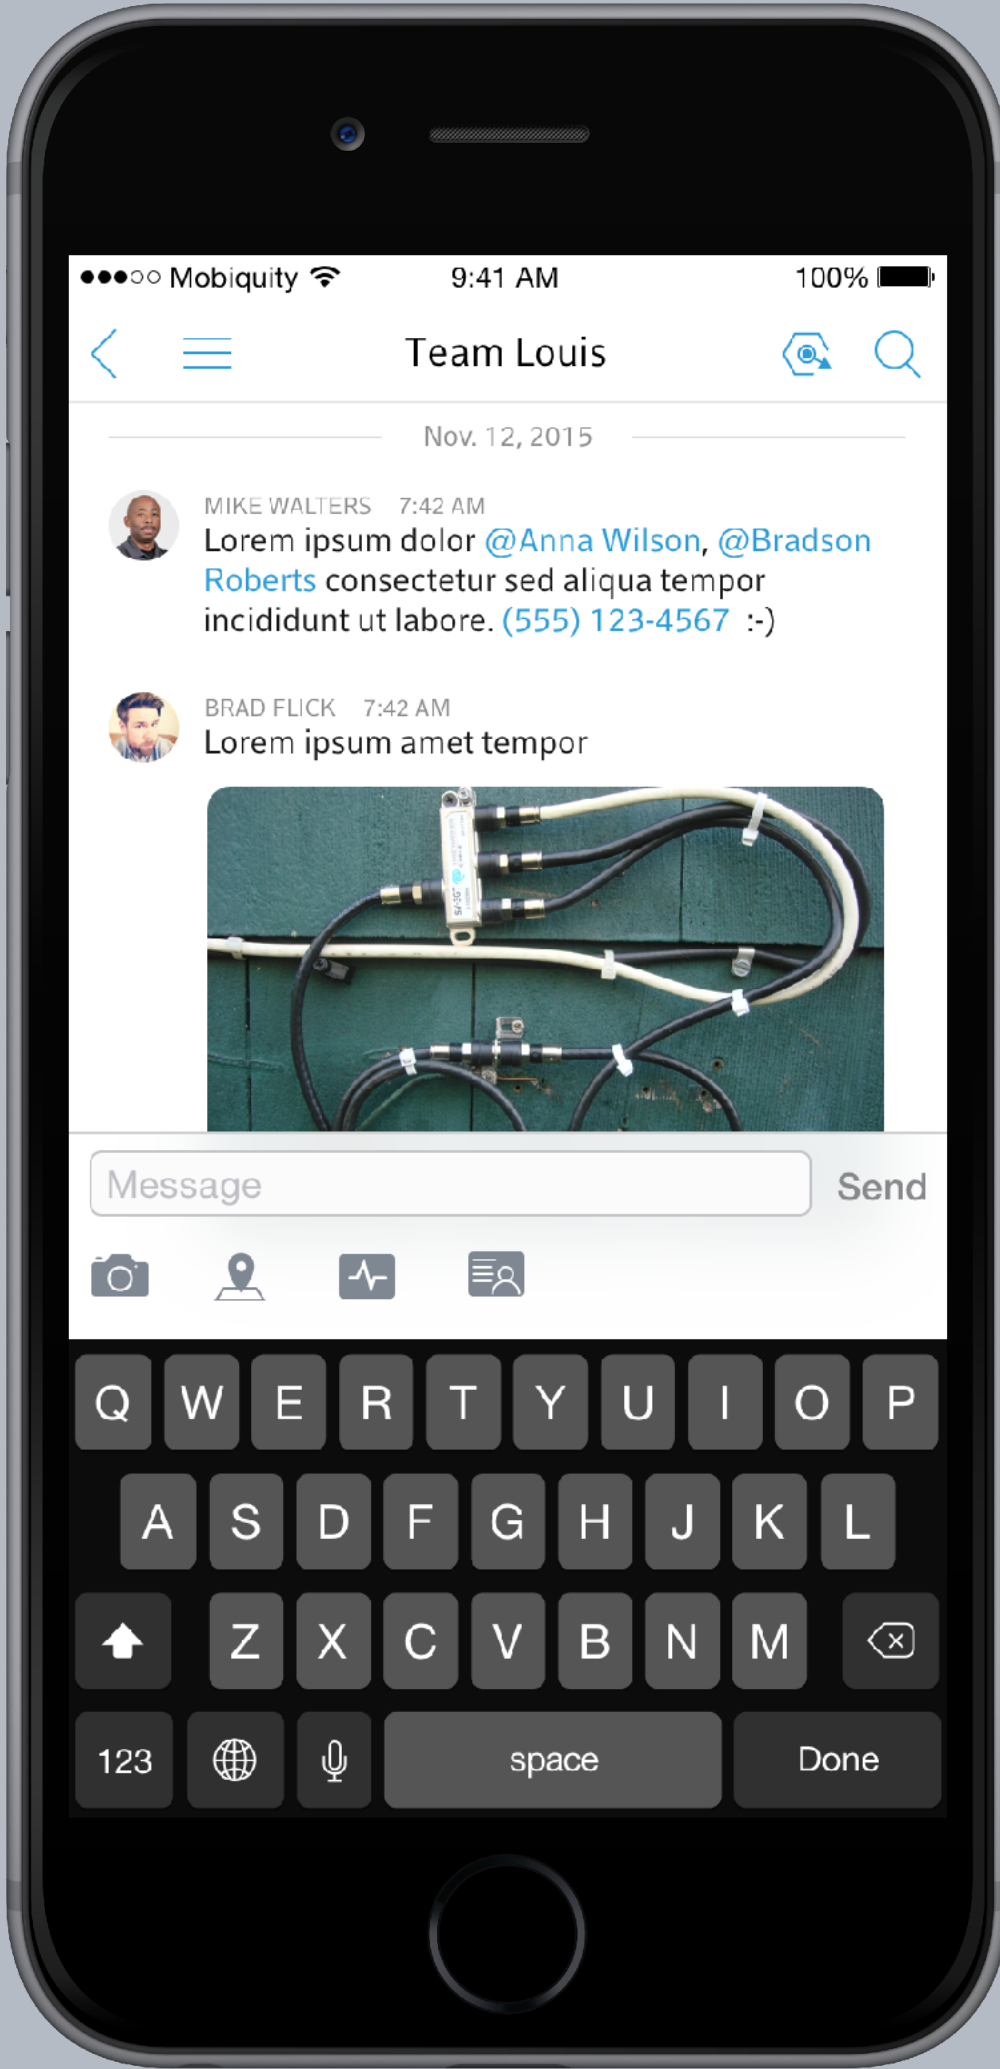 Mobiquity 9:41 AM 100%
Team Louis
Nov. 12, 2015
MIKE WALTERS 7:42 AM
Lorem ipsum dolor @Anna Wilson, @Bradson
Roberts consectetur sed aliqua tempor
incididunt ut labore. (555) 123-4567 :-)
BRAD FLICK 7:42 AM
Lorem ipsum amet tempor
Message Send
Q W E R T Y U I O P
A S D F G H J K L
Z X C V B N M
123 space Done